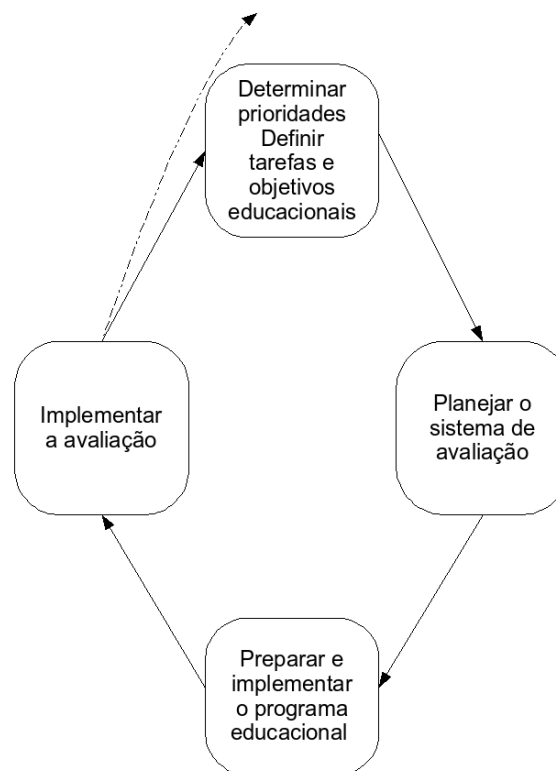 Determinar
prioridades
Definir
tarefas e
objetivos
educacionais
Implementar
a avaliação
Planejar o
sistema de
avaliação
Preparar e
implementar
o programa
educacional